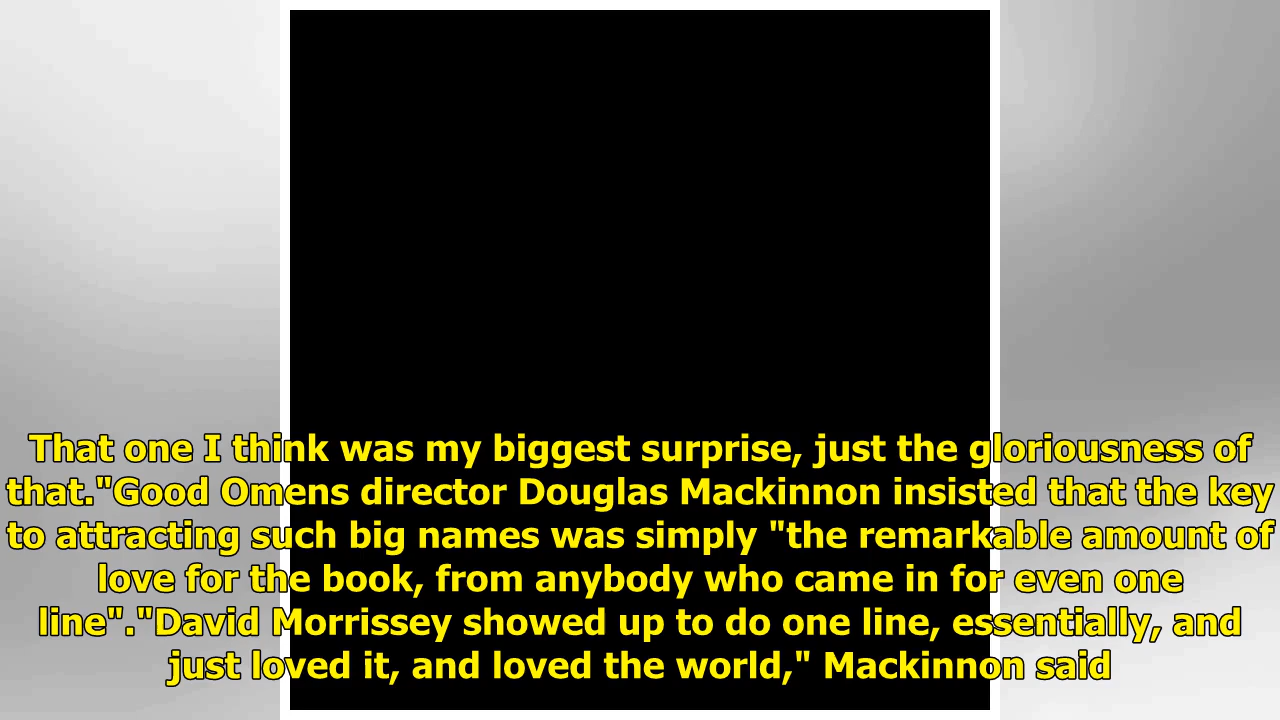 That one I think was my biggest surprise, just the gloriousness of
that."Good Omens director Douglas Mackinnon insisted that the key
to attracting such big names was simply "the remarkable amount of
love for the book, from anybody who came in for even one
line"."David Morrissey showed up to do one line, essentially, and
just loved it, and loved the world," Mackinnon said